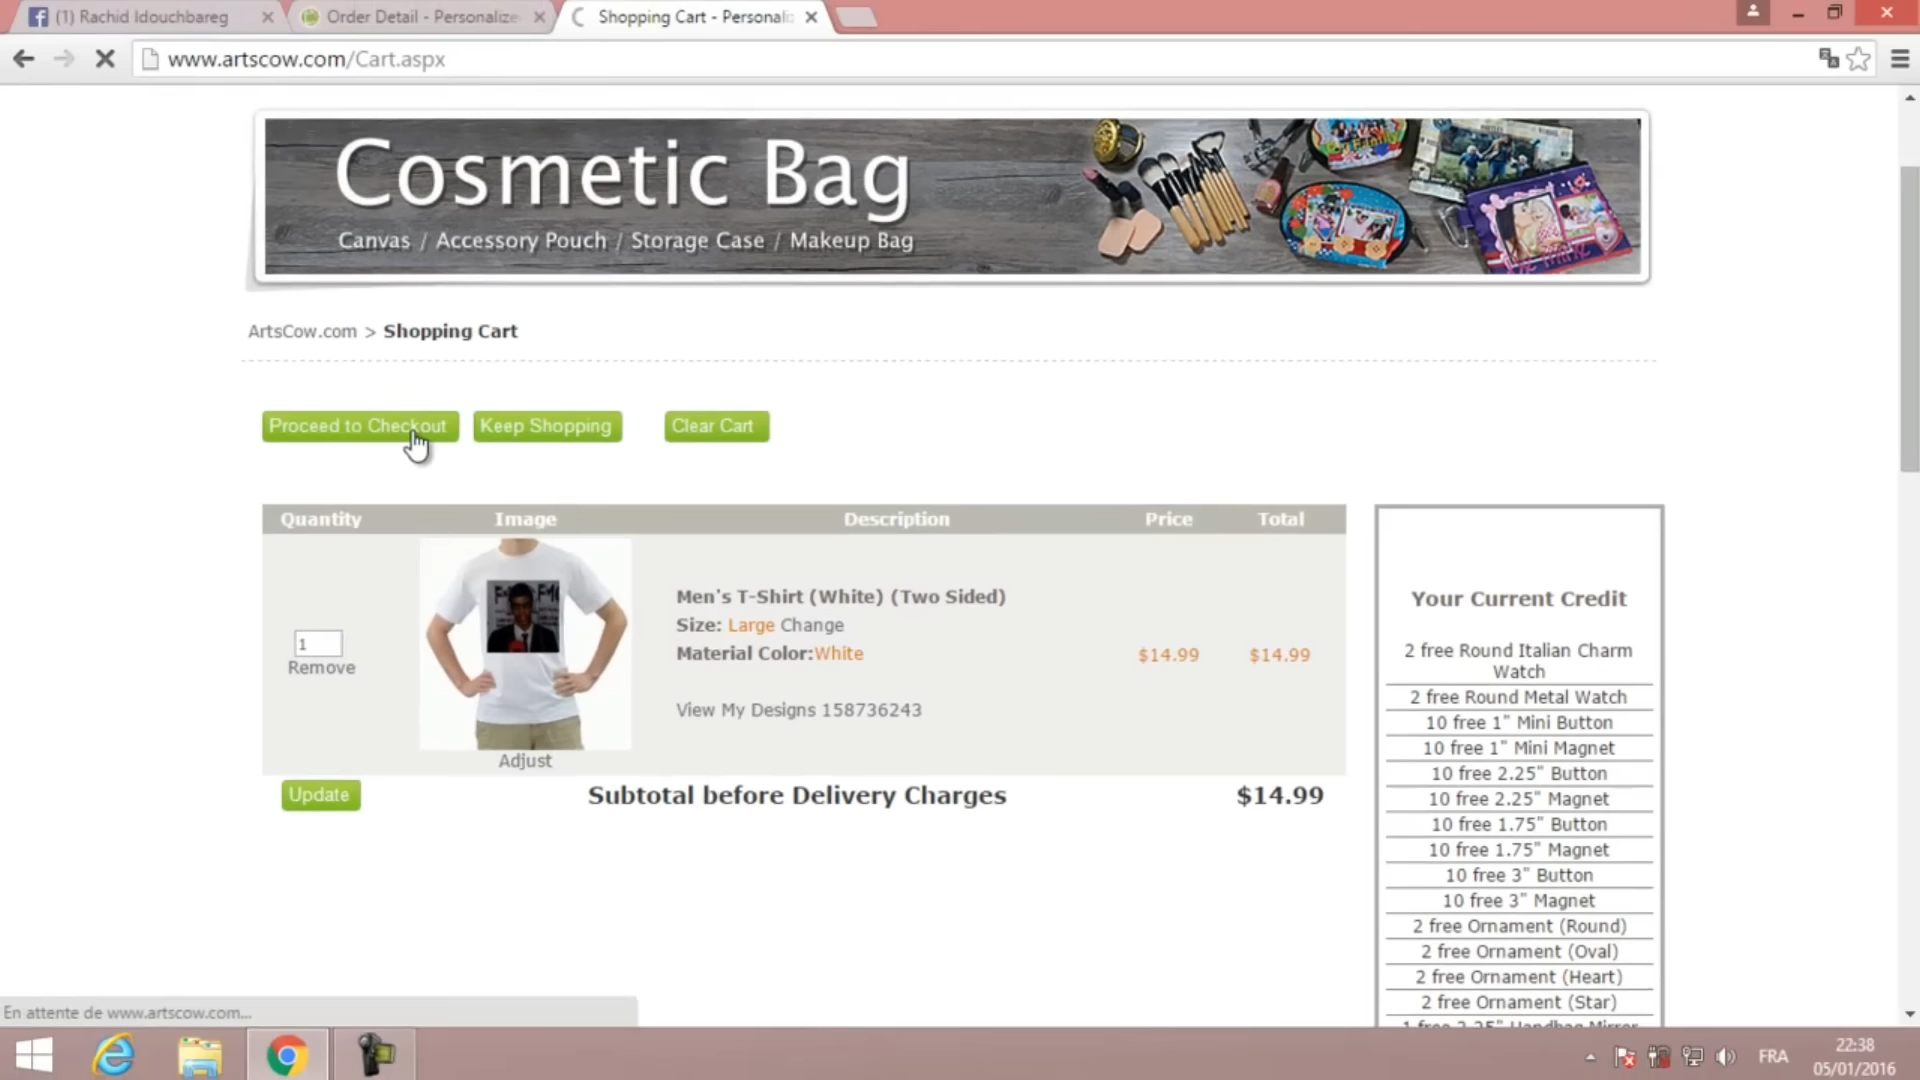 (1) Rachid Idouchbareg
Order Detail - Personalize
Shopping Cart - Personali
www.artscow.com/Cart.aspx
Cosmetic Bag
Canvas / Accessory Pouch / Storage Case / Makeup Bag
ArtsCow.com > Shopping Cart
Proceed to Checkout Keep Shopping Clear Cart
Quantity Image Description Price Total
Men's T-Shirt (White) (Two Sided)
Size: Large Change
Material Color:White
1
Remove
$14.99 $14.99
View My Designs 158736243
Adjust
Update
Subtotal before Delivery Charges $14.99
Your Current Credit
2 free Round Italian Charm
Watch
2 free Round Metal Watch
10 free 1" Mini Button
10 free 1" Mini Magnet
10 free 2.25" Button
10 free 2.25" Magnet
10 free 1.75" Button
10 free 1.75" Magnet
10 free 3" Button
10 free 3" Magnet
2 free Ornament (Round)
2 free Ornament (Oval)
2 free Ornament (Heart)
2 free Ornament (Star)
1 free 2.25" Handbag Mirror
En attente de www.artscow.com...
FRA
22:38
05/01/2016